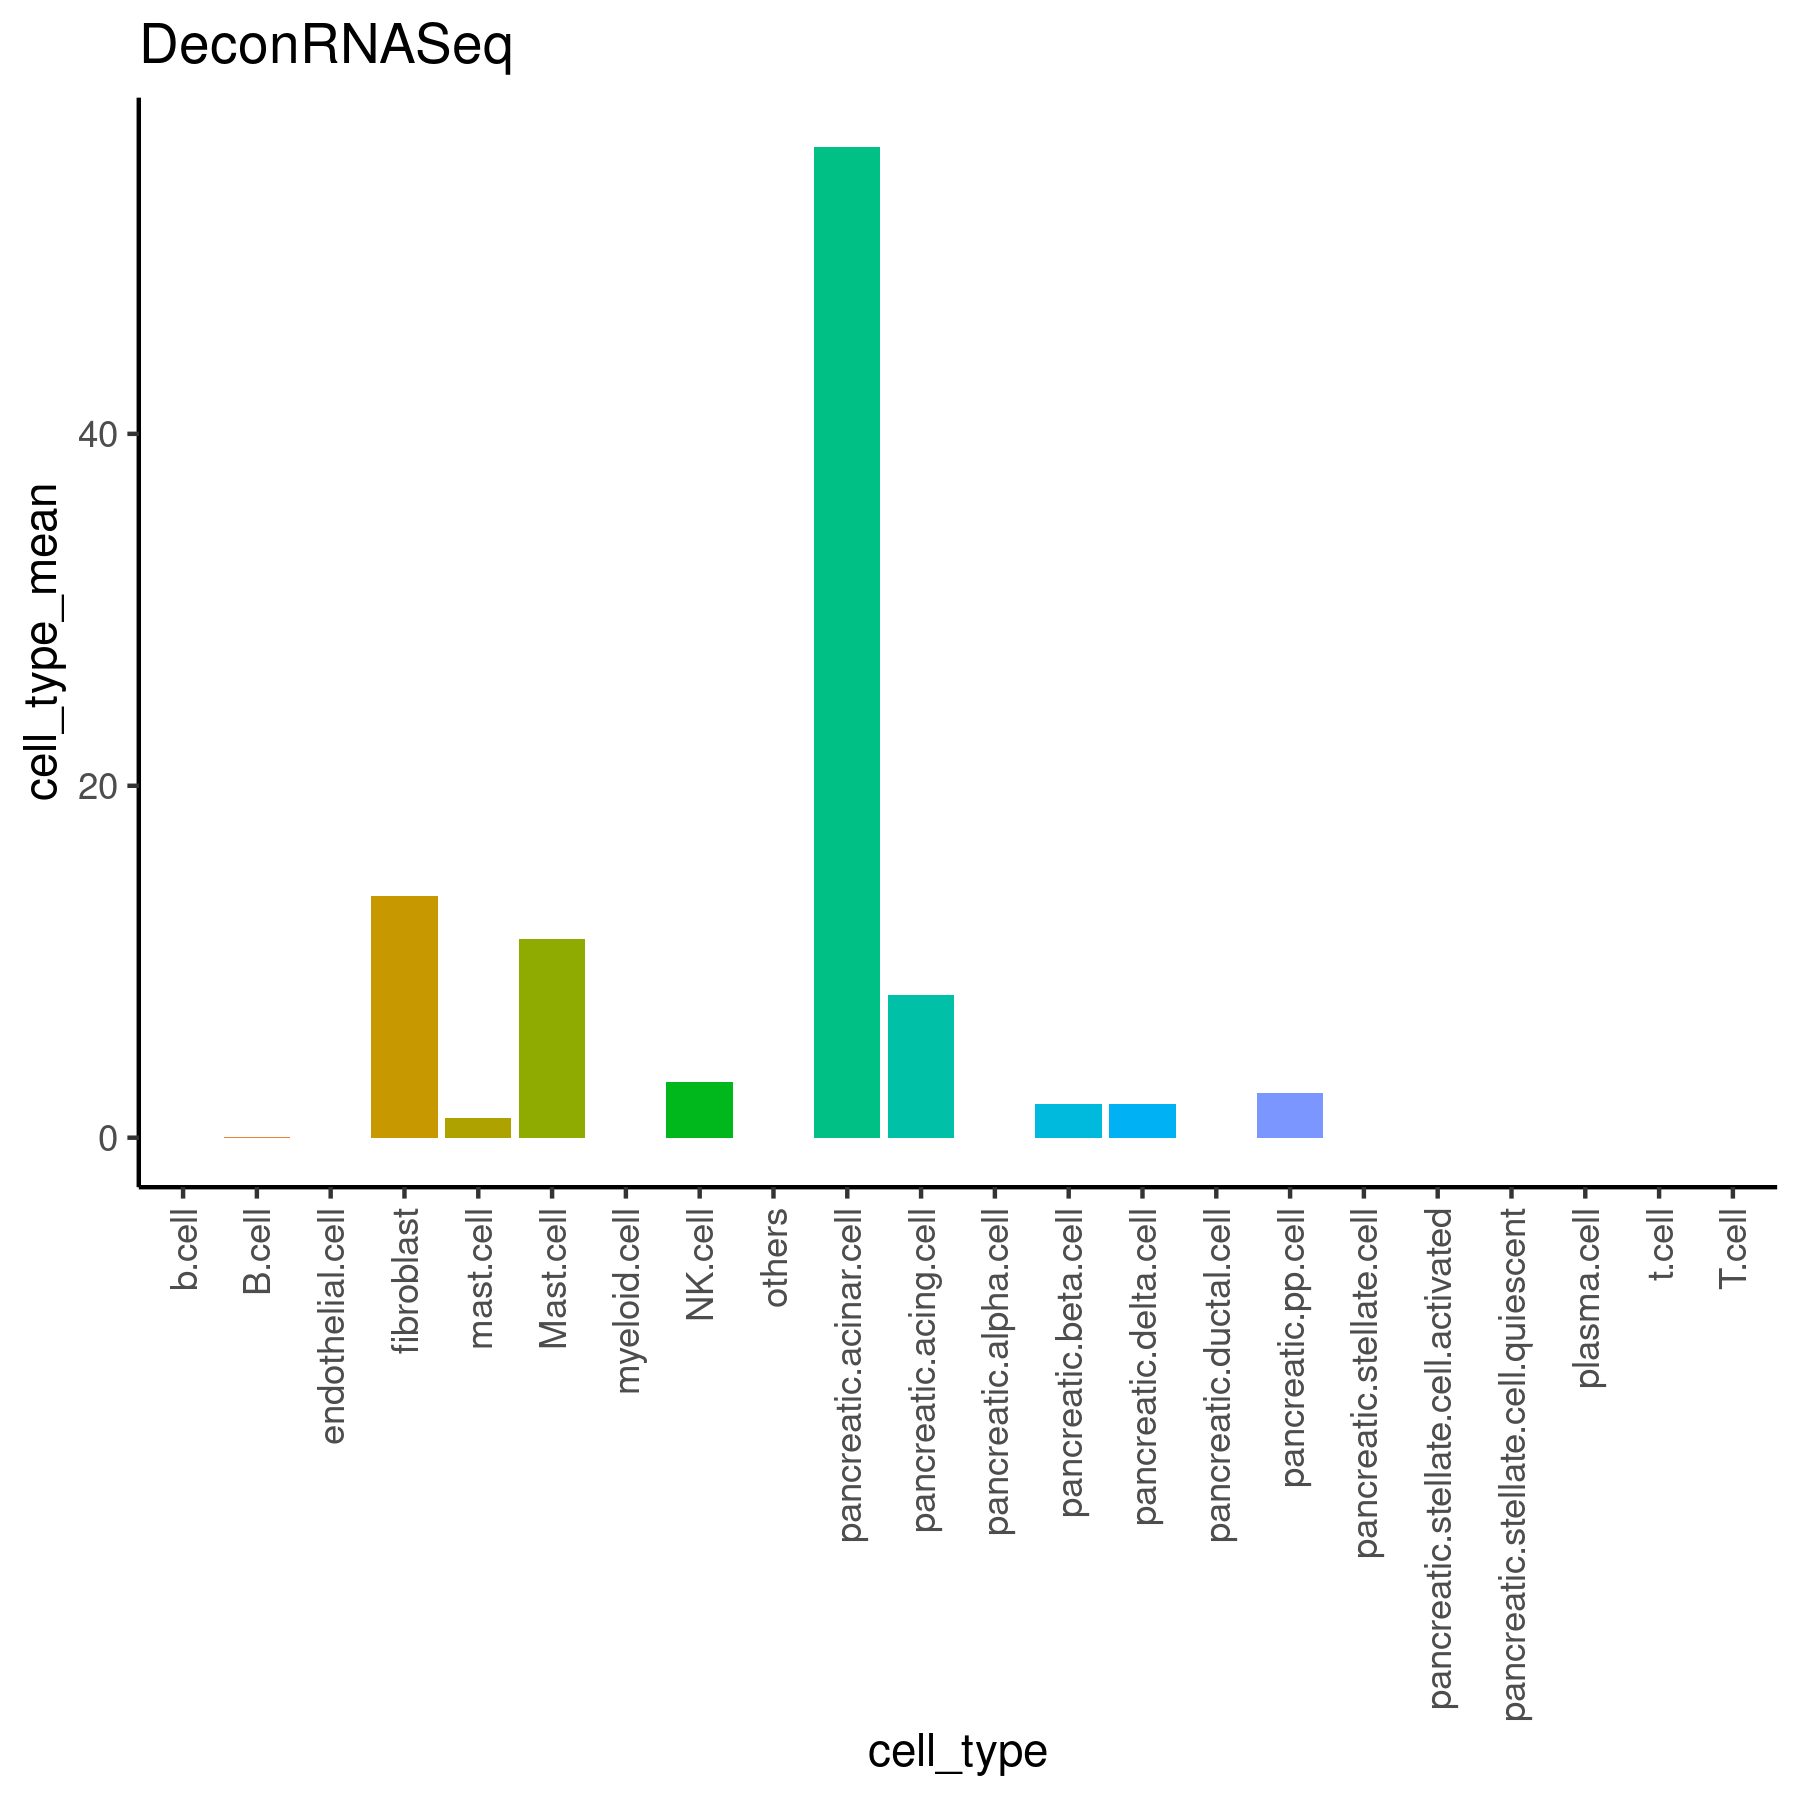 DeconRNASeq
cell_type_mean
40
20
0
b.cell
B.cell
endothelial.cell
fibroblast
mast.cell
Mast.cell
myeloid.cell
NK.cell
others
pancreatic.acinar.cell
pancreatic.acing.cell
pancreatic.alpha.cell
pancreatic.beta.cell
pancreatic.delta.cell
pancreatic.ductal.cell
pancreatic.pp.cell
pancreatic.stellate.cell
pancreatic.stellate.cell.activated
pancreatic.stellate.cell.quiescent
plasma.cell
t.cell
T.cell
cell_type